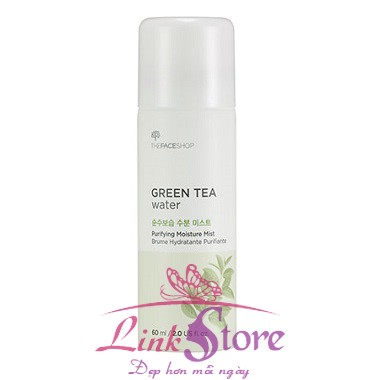 THEFACESHOP
GREEN TEA
water
순수보습 수분 미스트
Purifying Moisture Mist
Brume Hydratante Purifiante
60 ml / 2.0 US fl. oz.
Link Store
Đẹp hơn mỗi ngày